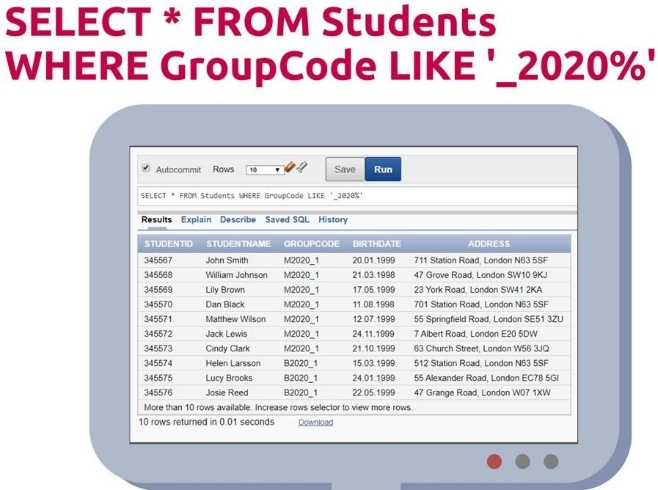 SELECT * FROM Students
WHERE GroupCode LIKE '_2020%'
Autocommit Rows 10 Save Run
SELECT * FROM Students WHERE GroupCode LIKE '_2020%'
Results Explain Describe Saved SQL History
STUDENTID STUDENTNAME GROUPCODE BIRTHDATE ADDRESS
345567 John Smith M2020_1 20.01.1999 711 Station Road, London N63 5SF
345568 William Johnson M2020_1 21.03.1998 47 Grove Road, London SW10 9KJ
345569 Lily Brown M2020_1 17.05.1999 23 York Road, London SW41 2KA
345570 Dan Black M2020_1 11.08.1998 701 Station Road, London N63 5SF
345571 Matthew Wilson M2020_1 12.07.1999 55 Springfield Road, London SE51 3ZU
345572 Jack Lewis M2020_1 24.11.1999 7 Albert Road, London E20 5DW
345573 Cindy Clark M2020_1 21.10.1999 63 Church Street, London W56 3JQ
345574 Helen Larsson B2020_1 15.03.1999 512 Station Road, London N63 5SF
345575 Lucy Brooks B2020_1 24.01.1999 55 Alexander Road, London EC78 5GI
345576 Josie Reed B2020_1 22.05.1999 47 Grange Road, London W07 1XW
More than 10 rows available. Increase rows selector to view more rows.
10 rows returned in 0.01 seconds Download